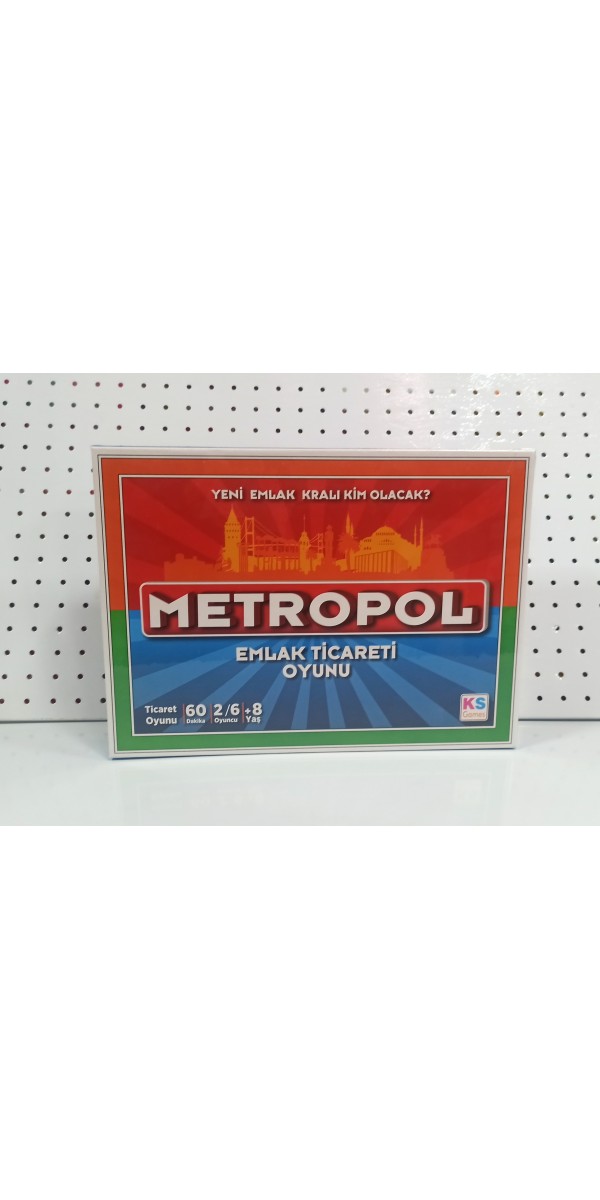 YENİ EMLAK KRALI KİM OLACAK?
METROPOL
EMLAK TİCARETİ
OYUNU
Ticaret 60 2/6 +8
Oyunu Dakika Oyuncu Yaş
KS
Games